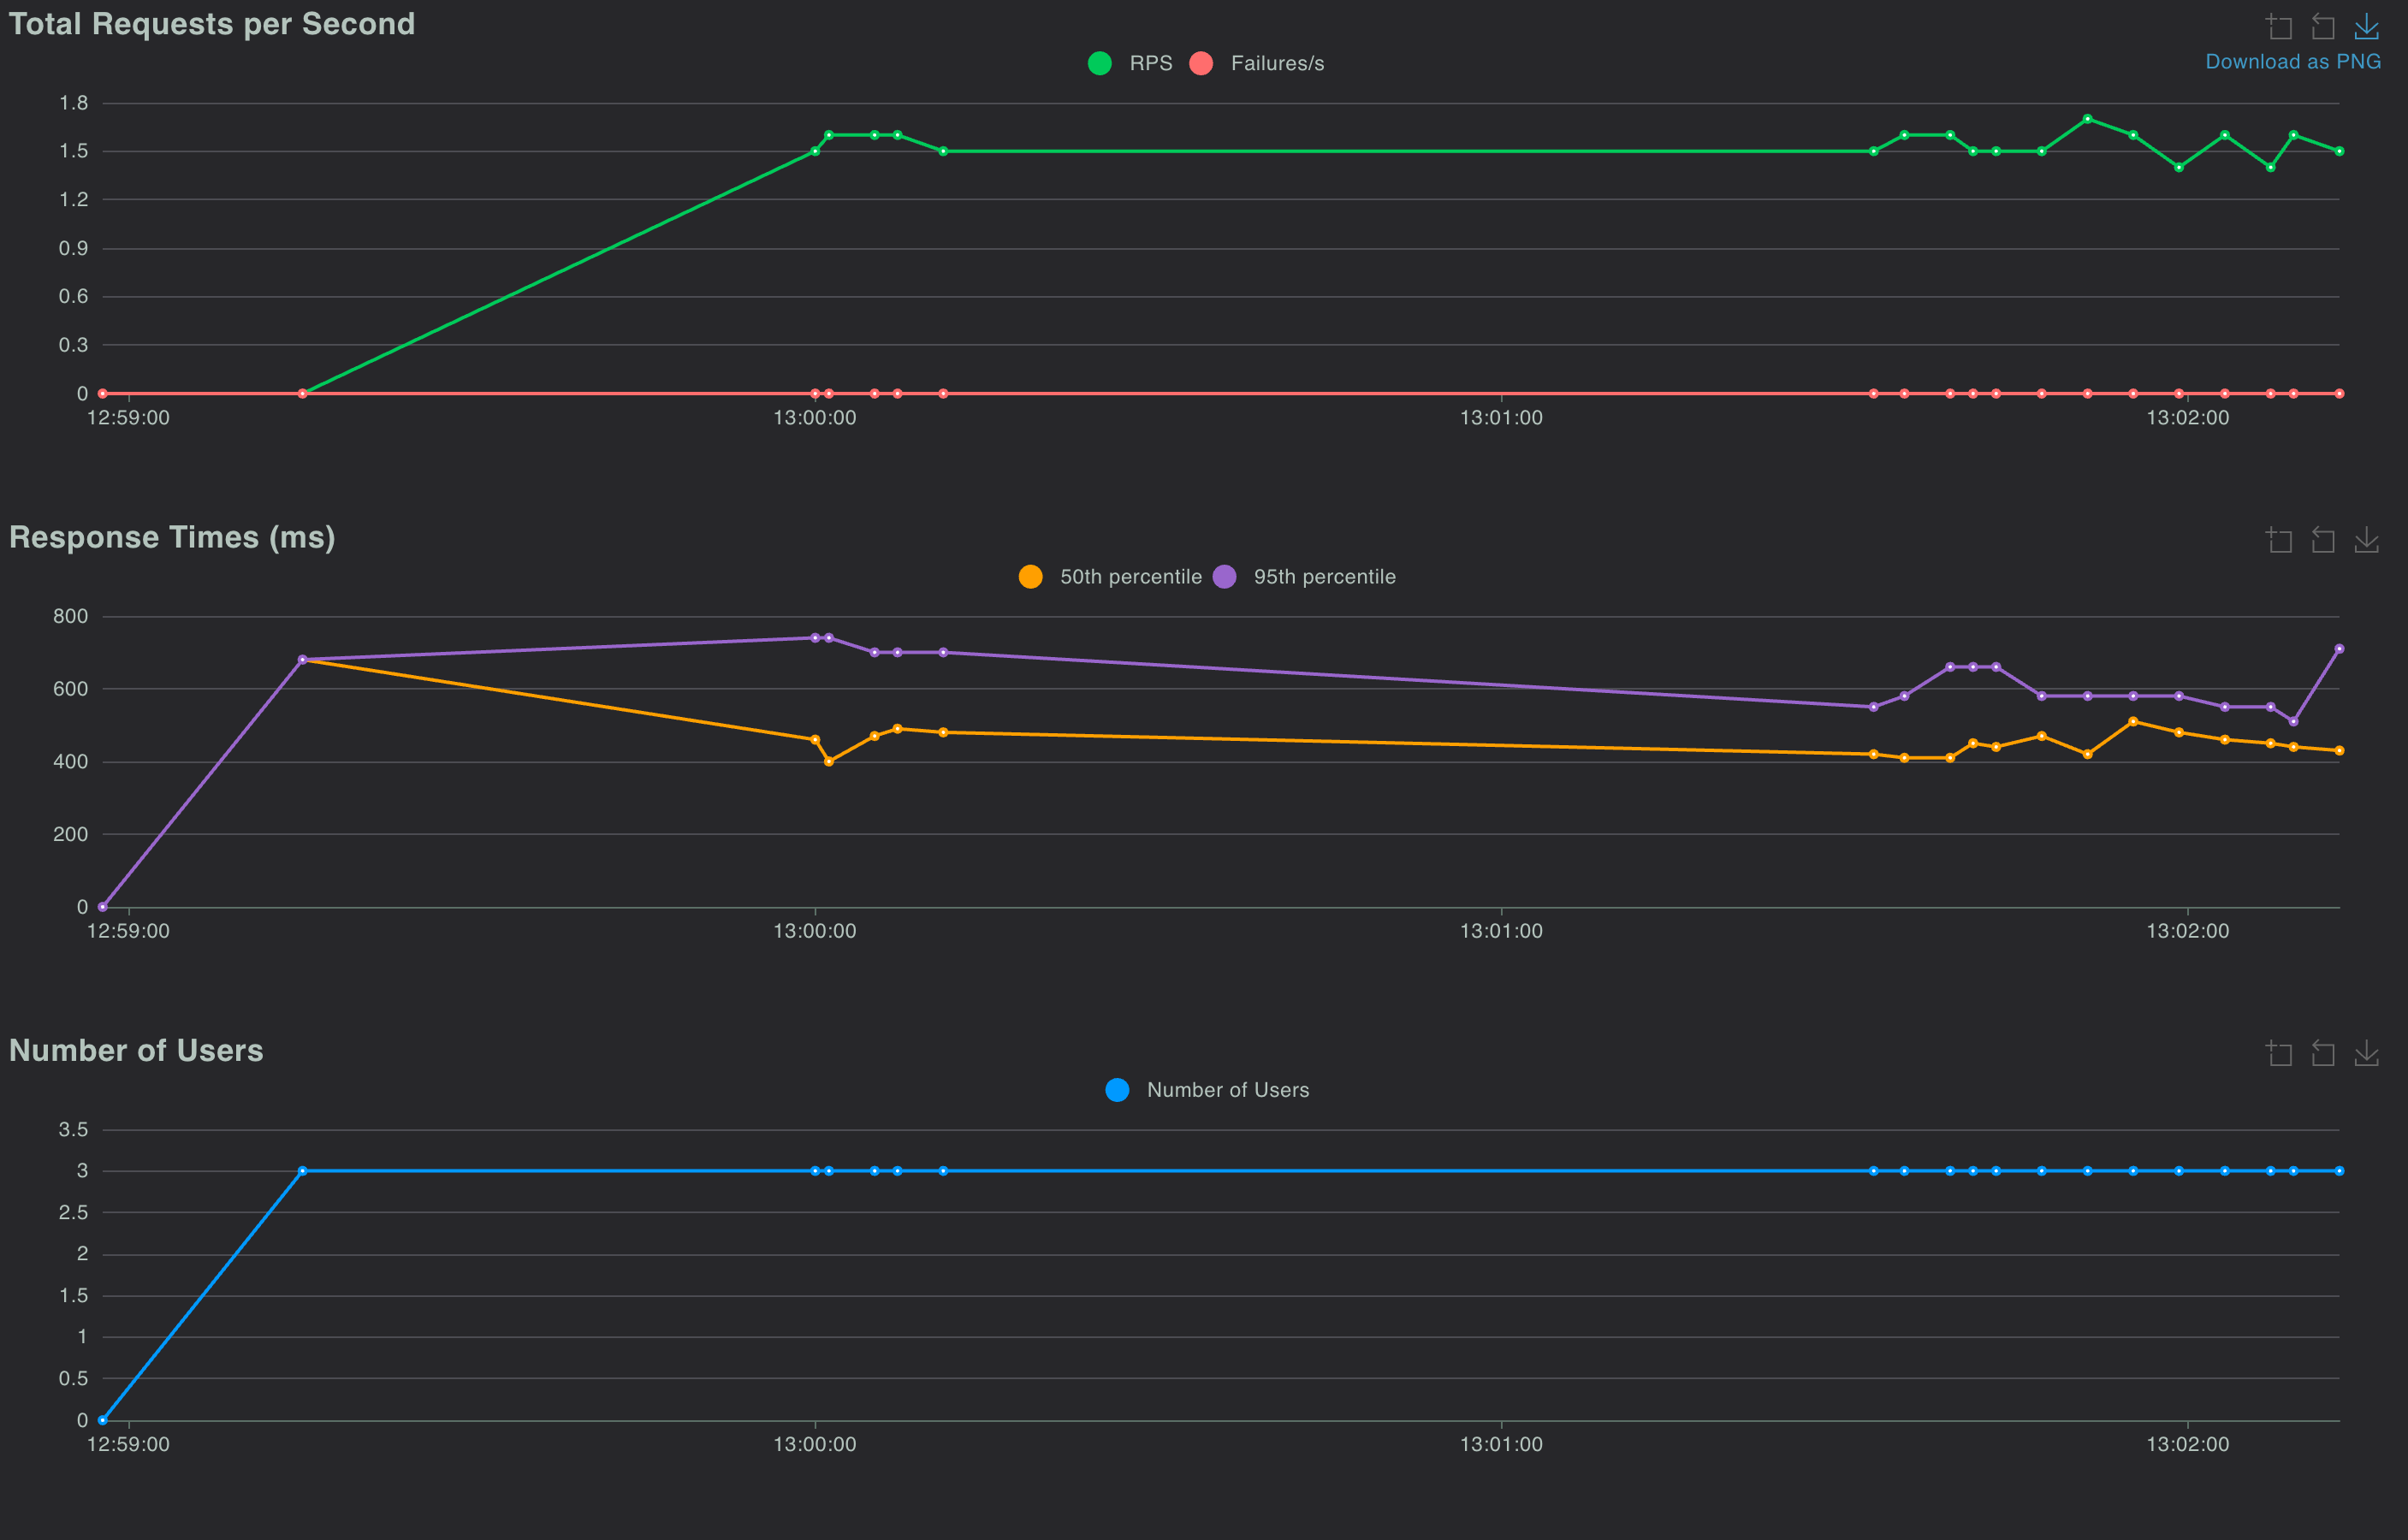 Total Requests per Second
Download as PNG
RPS Failures/s
1.8
1.5
1.2
0.9
0.6
0.3
0
12:59:00 13:00:00 13:01:00 13:02:00
Response Times (ms)
50th percentile 95th percentile
800
600
400
200
0
12:59:00 13:00:00 13:01:00 13:02:00
Number of Users
Number of Users
3.5
3
2.5
2
1.5
1
0.5
0
12:59:00 13:00:00 13:01:00 13:02:00